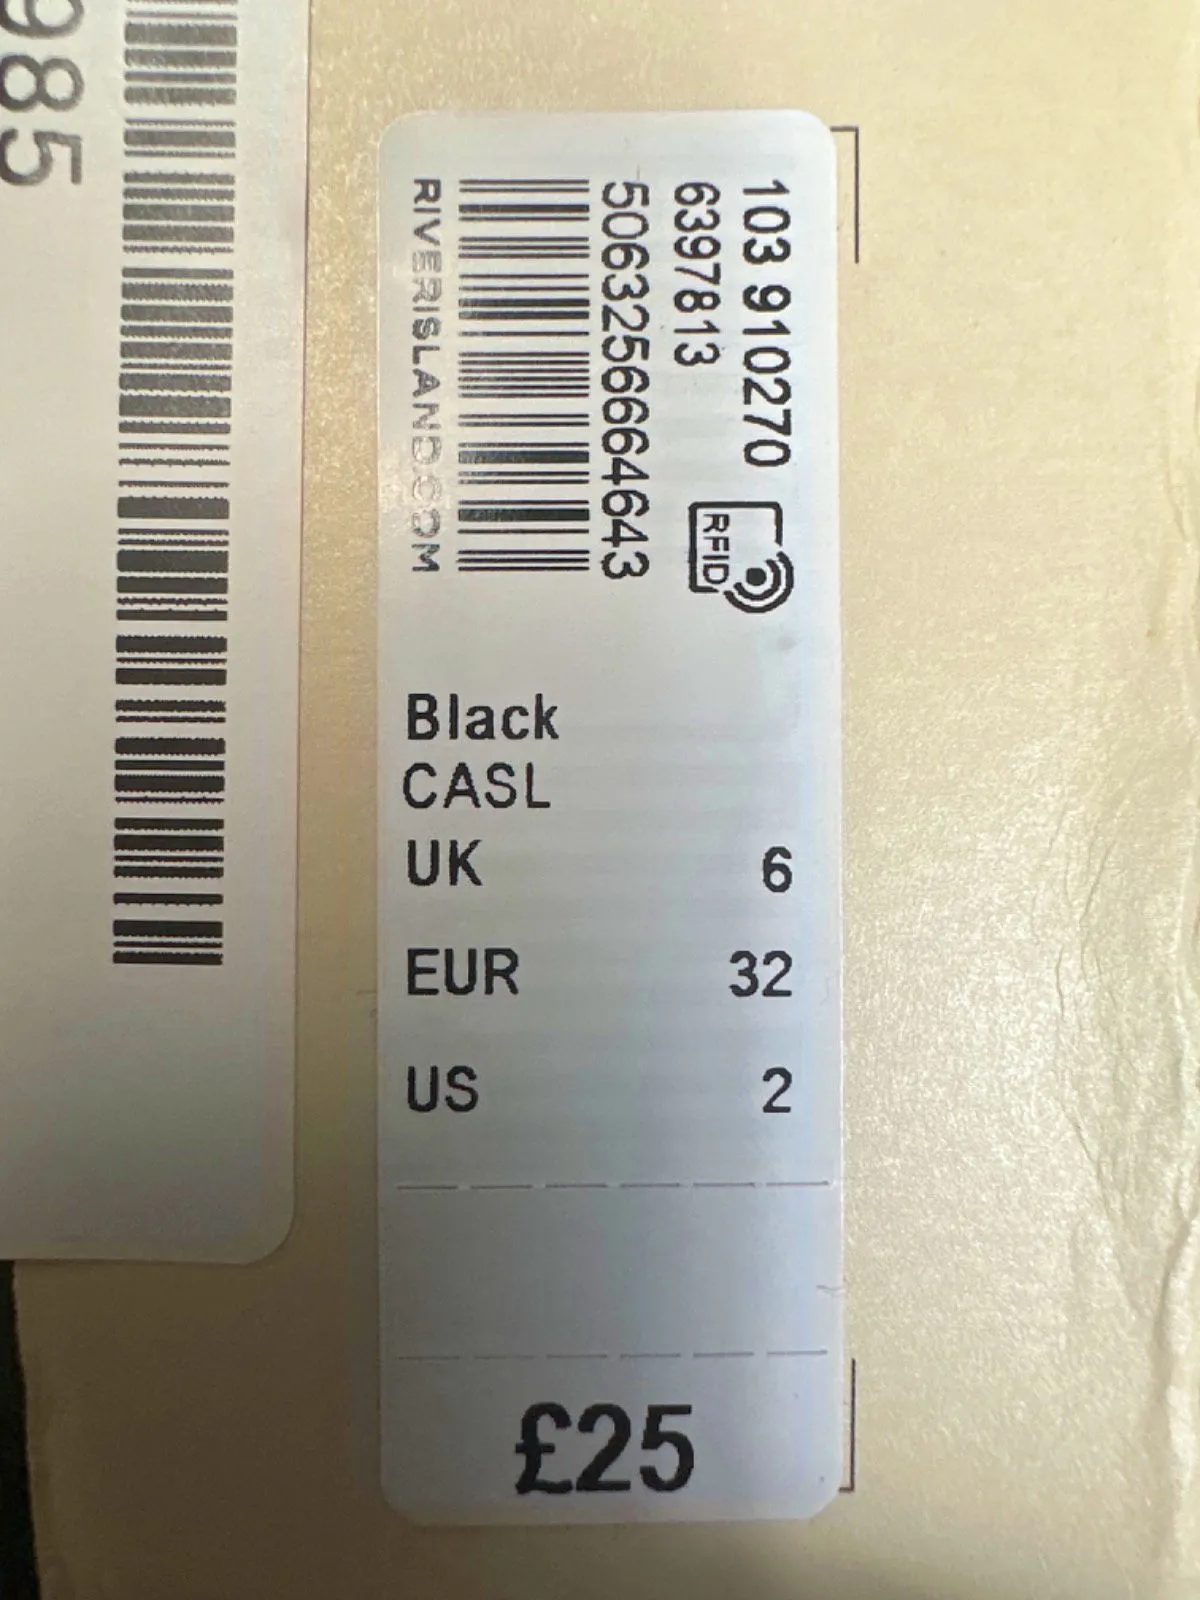 985
103 910270
6397813
RFID
5063256664643
RIVERISLAND.COM
Black
CASL
UK 6
EUR 32
US 2
£25